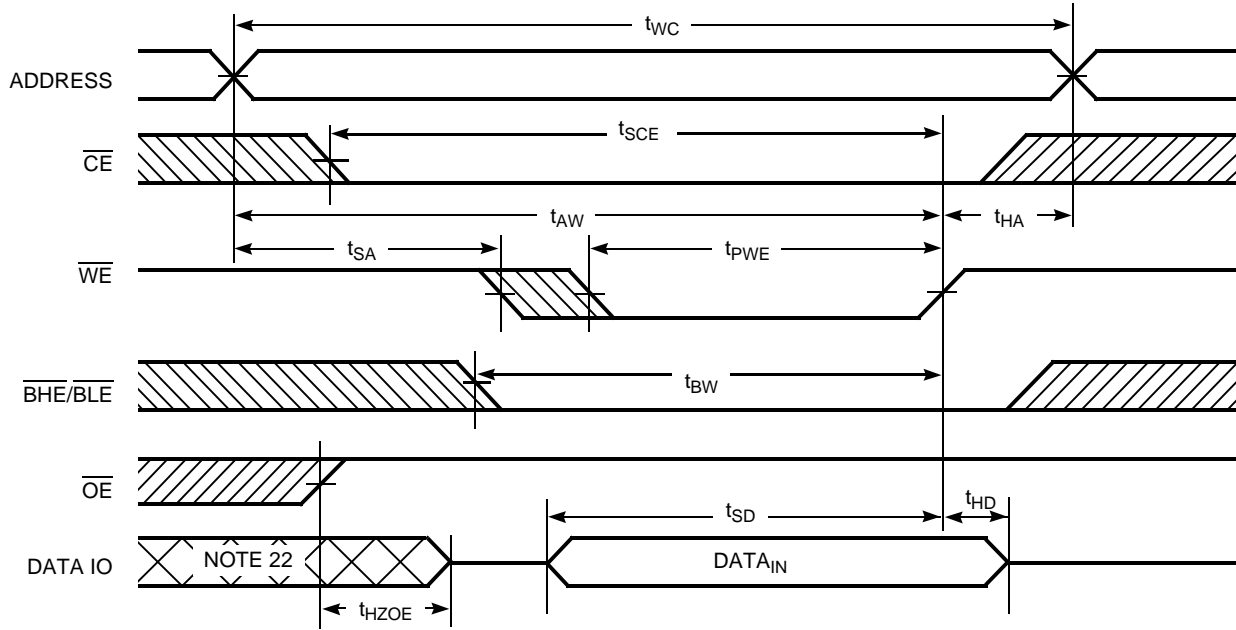 tWC
ADDRESS
tSCE
CE
tAW
tHA
tSA
tPWE
WE
tBW
BHE/BLE
OE
tSD
tHD
DATA IO
NOTE 22
DATAIN
tHZOE